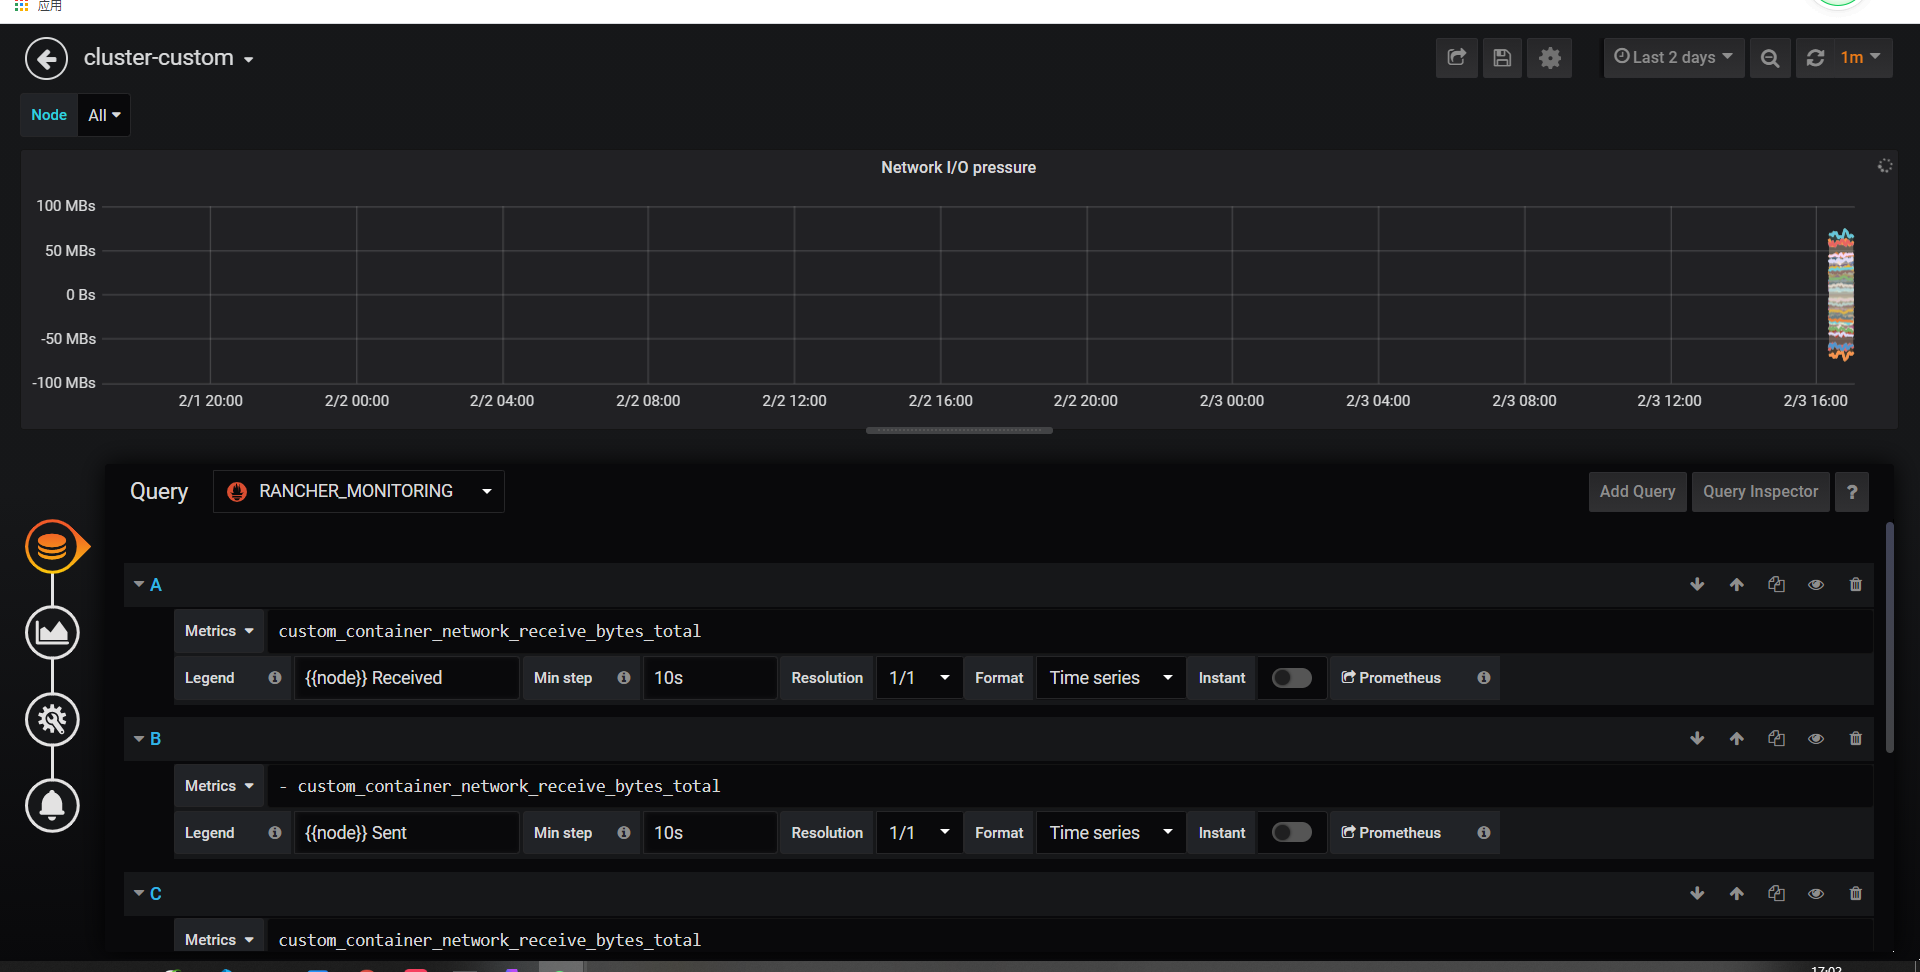 应用
cluster-custom
Last 2 days
1m
Node All
Network I/O pressure
100 MBs
50 MBs
0 Bs
-50 MBs
-100 MBs
2/1 20:00 2/2 00:00 2/2 04:00 2/2 08:00 2/2 12:00 2/2 16:00 2/2 20:00 2/3 00:00 2/3 04:00 2/3 08:00 2/3 12:00 2/3 16:00
Query RANCHER_MONITORING Add Query Query Inspector ?
A
Metrics custom_container_network_receive_bytes_total
Legend {{node}} Received Min step 10s Resolution 1/1 Format Time series Instant Prometheus
B
Metrics - custom_container_network_receive_bytes_total
Legend {{node}} Sent Min step 10s Resolution 1/1 Format Time series Instant Prometheus
C
Metrics custom_container_network_receive_bytes_total
17:02